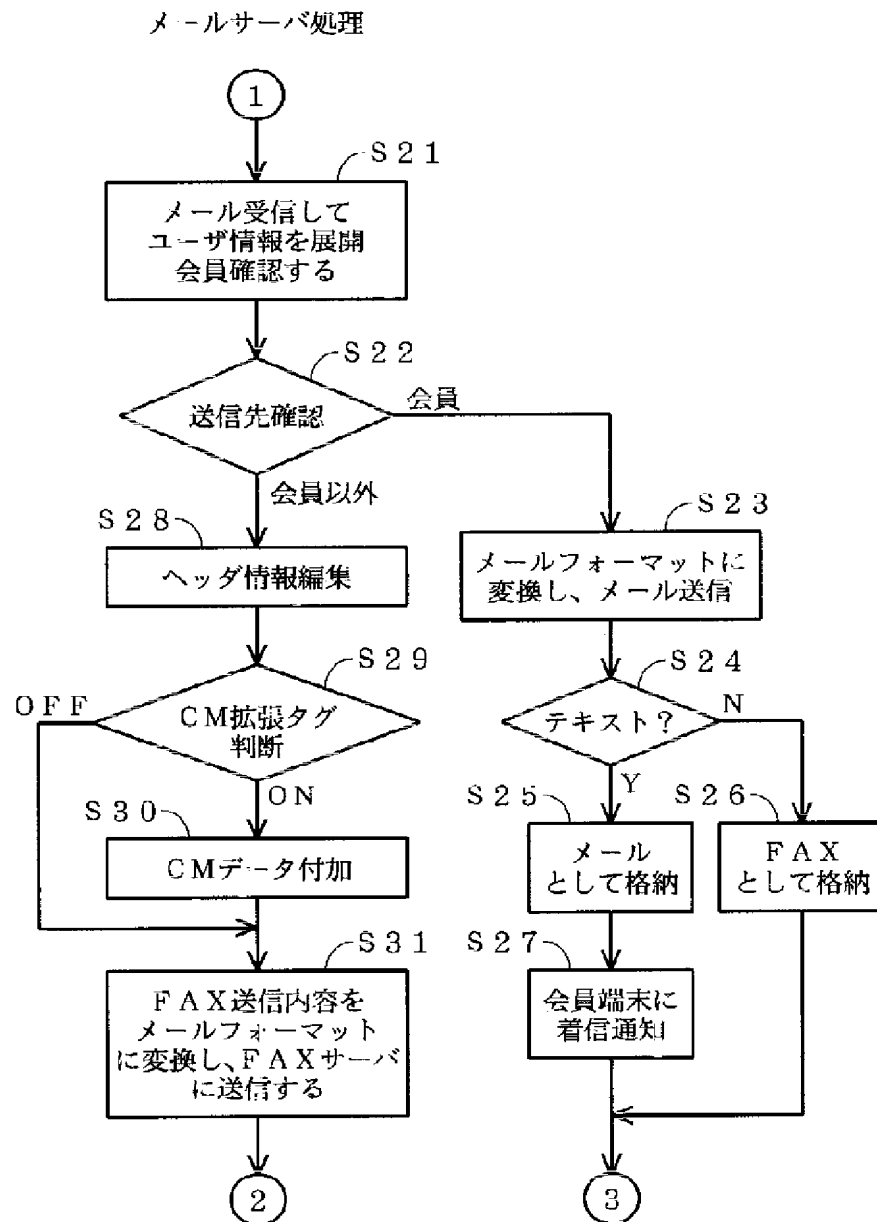 メールサーバ処理
1
S21
メール受信して
ユーザ情報を展開
会員確認する
S22
送信先確認
会員
会員以外
S28
ヘッダ情報編集
S23
メールフォーマットに
変換し、メール送信
S29
OFF
CM拡張タグ
判断
ON
S24
テキスト?
N
Y
S30
CMデータ付加
S25
メール
として格納
S26
FAX
として格納
S31
FAX送信内容を
メールフォーマット
に変換し、FAXサーバ
に送信する
S27
会員端末に
着信通知
2
3